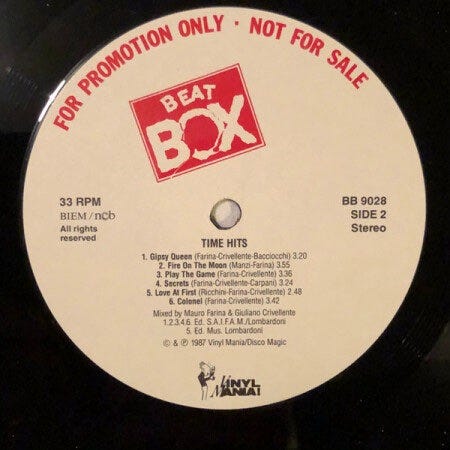 FOR PROMOTION ONLY · NOT FOR SALE
BEAT
BOX
33 RPM
BIEM/ncb
All rights
reserved
BB 9028
SIDE 2
Stereo
TIME HITS
1. Gipsy Queen (Farina-Crivellente-Bacciocchi) 3.20
2. Fire On The Moon (Manzi-Farina) 3.55
3. Play The Game (Farina-Crivellente) 3.36
4. Secrets (Farina-Crivellente-Carpani) 3.24
5. Love At First (Ricchini-Farina-Crivellente) 2.48
6. Colonel (Farina-Crivellente) 3.42
Mixed by Mauro Farina & Giuliano Crivellente
1.2.3.4.6. Ed. S.A.I.F.A.M./Lombardoni
5. Ed. Mus. Lombardoni
© & ℗ 1987 Vinyl Mania/Disco Magic
VINYL
MANIA!